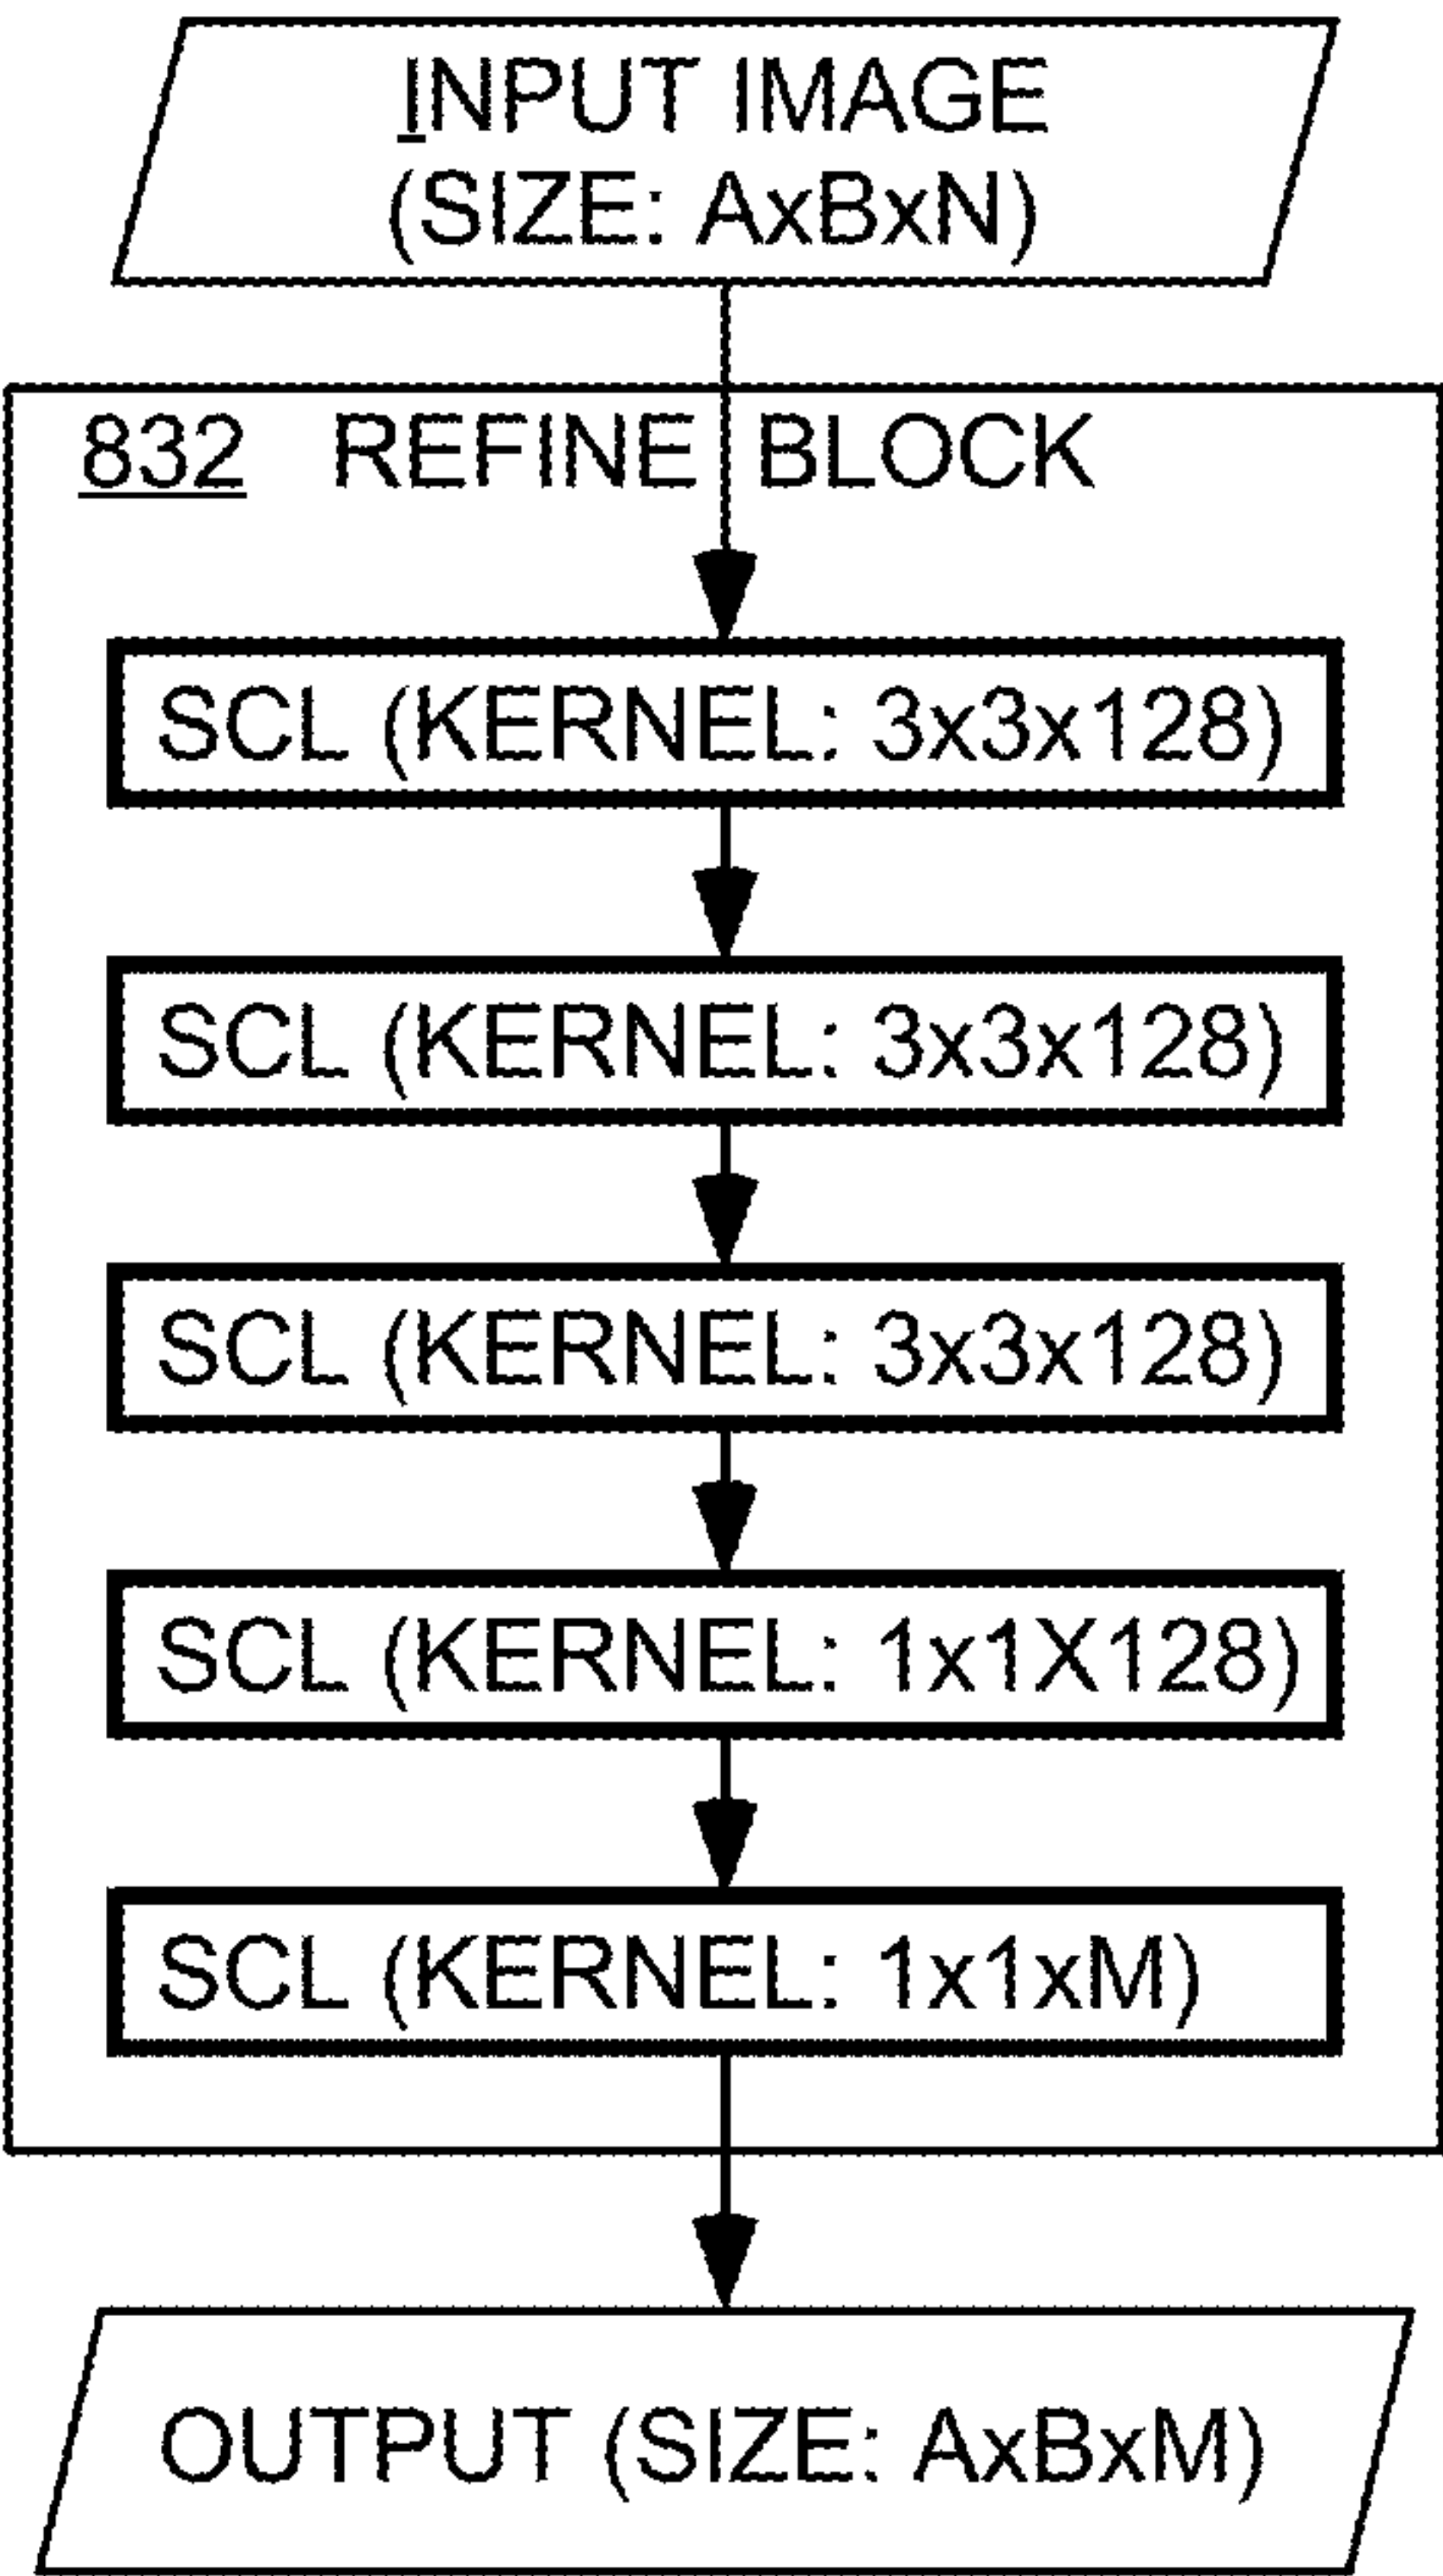 INPUT IMAGE
(SIZE: AxBxN)
832 REFINE BLOCK
SCL (KERNEL: 3x3x128)
SCL (KERNEL: 3x3x128)
SCL (KERNEL: 3x3x128)
SCL (KERNEL: 1x1X128)
SCL (KERNEL: 1x1xM)
OUTPUT (SIZE: AxBxM)